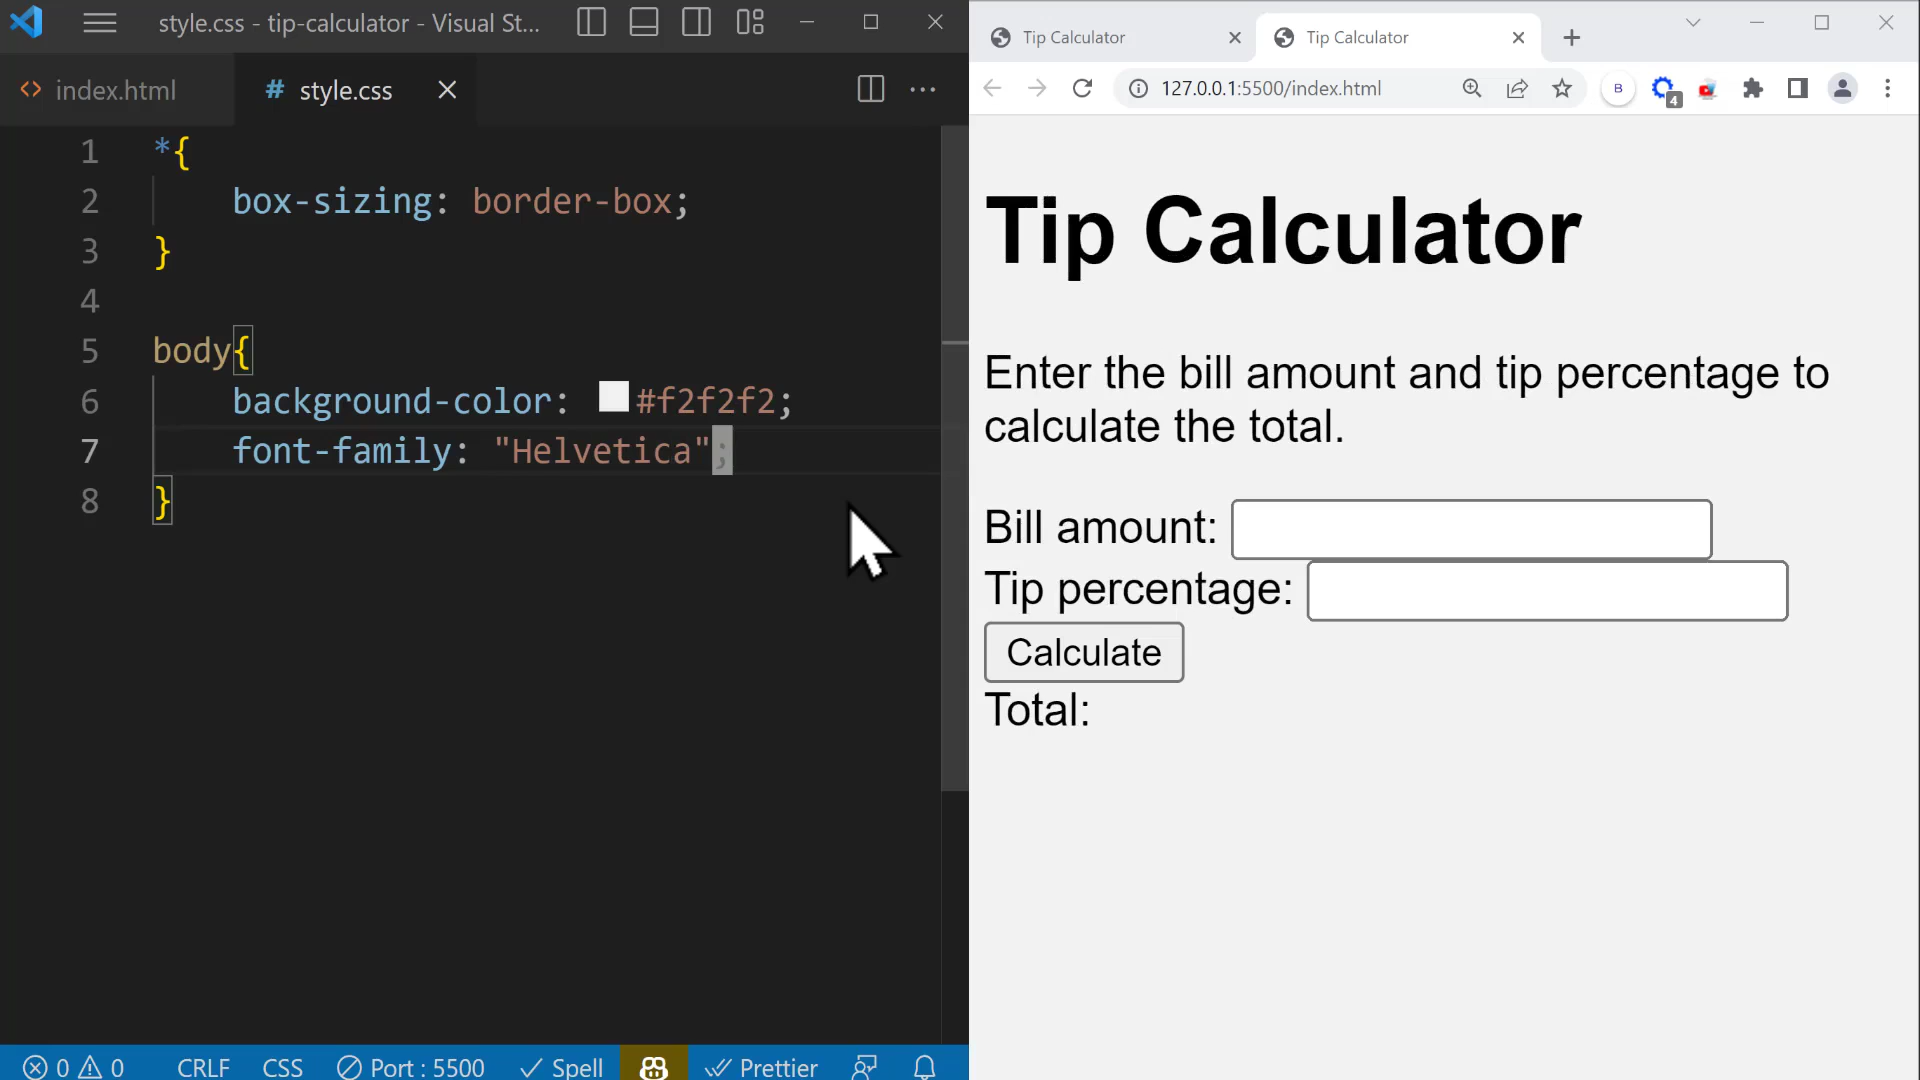 style.css - tip-calculator - Visual St...
index.html
# style.css
1 *{
2 box-sizing: border-box;
3 }
4
5 body{
6 background-color: #f2f2f2;
7 font-family: "Helvetica";
8 }
0 0 CRLF CSS Port : 5500 Spell Prettier
Tip Calculator
Tip Calculator
127.0.0.1:5500/index.html
B
4
Tip Calculator
Enter the bill amount and tip percentage to
calculate the total.
Bill amount:
Tip percentage:
Calculate
Total: